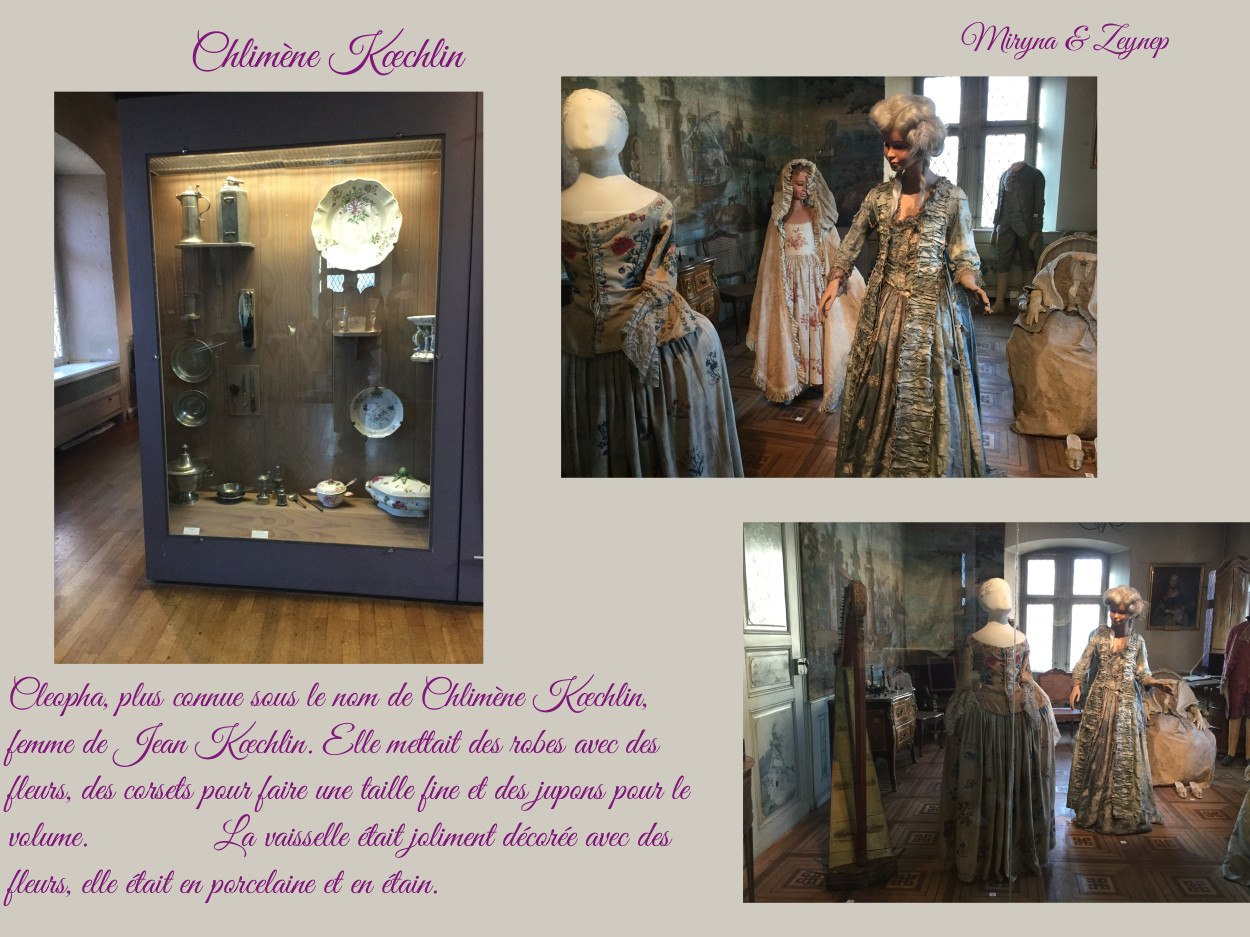 Chlimène Kœchlin
Miryna & Zeynep
Cleopha, plus connue sous le nom de Chlimène Kœchlin,
femme de Jean Kœchlin. Elle mettait des robes avec des
fleurs, des corsets pour faire une taille fine et des jupons pour le
volume. La vaisselle était joliment décorée avec des
fleurs, elle était en porcelaine et en étain.